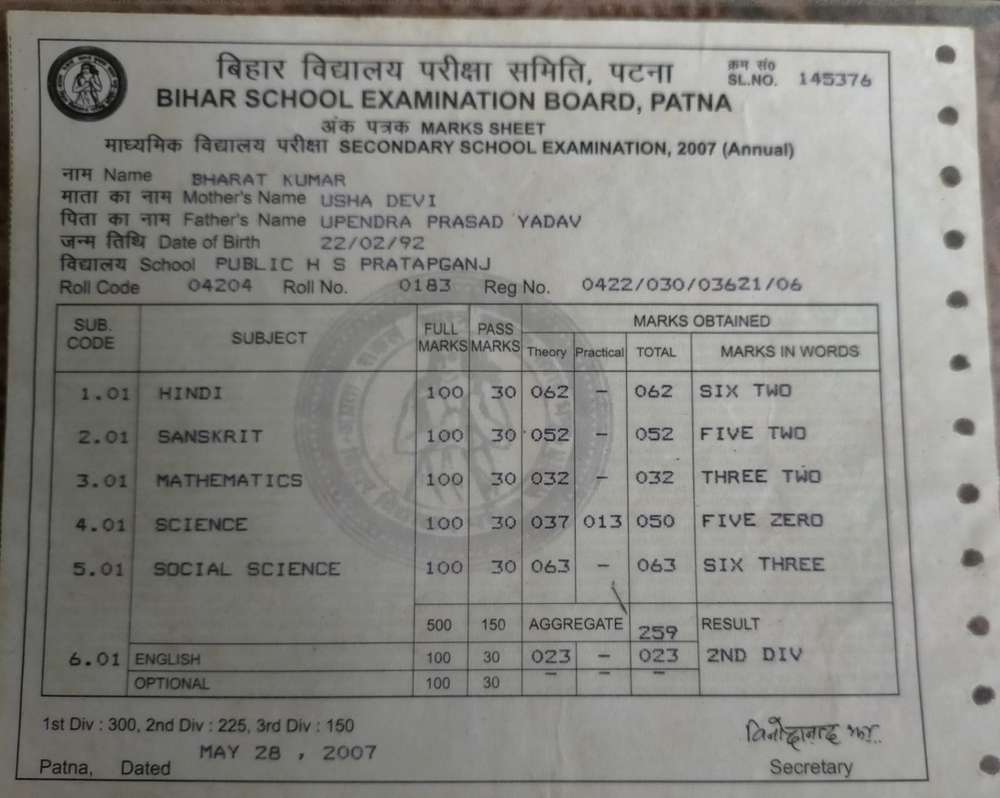 बिहार विद्यालय परीक्षा समिति, पटना
क्रम सं०
SL.NO. 145376
BIHAR SCHOOL EXAMINATION BOARD, PATNA
अंक पत्रक MARKS SHEET
माध्यमिक विद्यालय परीक्षा SECONDARY SCHOOL EXAMINATION, 2007 (Annual)
नाम Name BHARAT KUMAR
माता का नाम Mother's Name USHA DEVI
पिता का नाम Father's Name UPENDRA PRASAD YADAV
जन्म तिथि Date of Birth 22/02/92
विद्यालय School PUBLIC H S PRATAPGANJ
Roll Code 04204 Roll No. 0183 Reg No. 0422/030/03621/06
SUB. CODE SUBJECT FULL MARKS PASS MARKS MARKS OBTAINED
Theory Practical TOTAL MARKS IN WORDS
1.01 HINDI 100 30 062 - 062 SIX TWO
2.01 SANSKRIT 100 30 052 - 052 FIVE TWO
3.01 MATHEMATICS 100 30 032 - 032 THREE TWO
4.01 SCIENCE 100 30 037 013 050 FIVE ZERO
5.01 SOCIAL SCIENCE 100 30 063 - 063 SIX THREE
500 150 AGGREGATE 259 RESULT
6.01 ENGLISH 100 30 023 - 023 2ND DIV
OPTIONAL 100 30 - - -
1st Div : 300, 2nd Div : 225, 3rd Div : 150
MAY 28 , 2007
Patna, Dated
Secretary